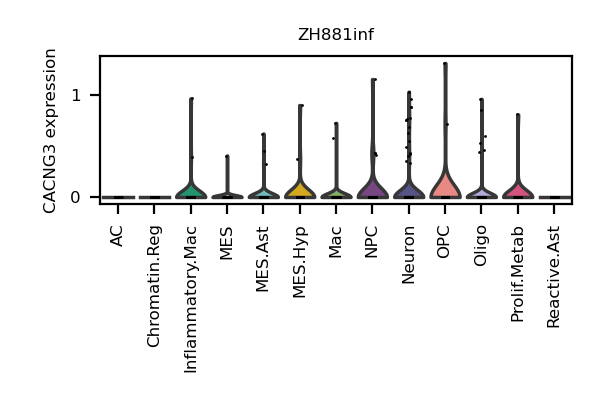 ZH881inf
CACNG3 expression
1
0
AC
Chromatin.Reg
Inflammatory.Mac
MES
MES.Ast
MES.Hyp
Mac
NPC
Neuron
OPC
Oligo
Prolif.Metab
Reactive.Ast